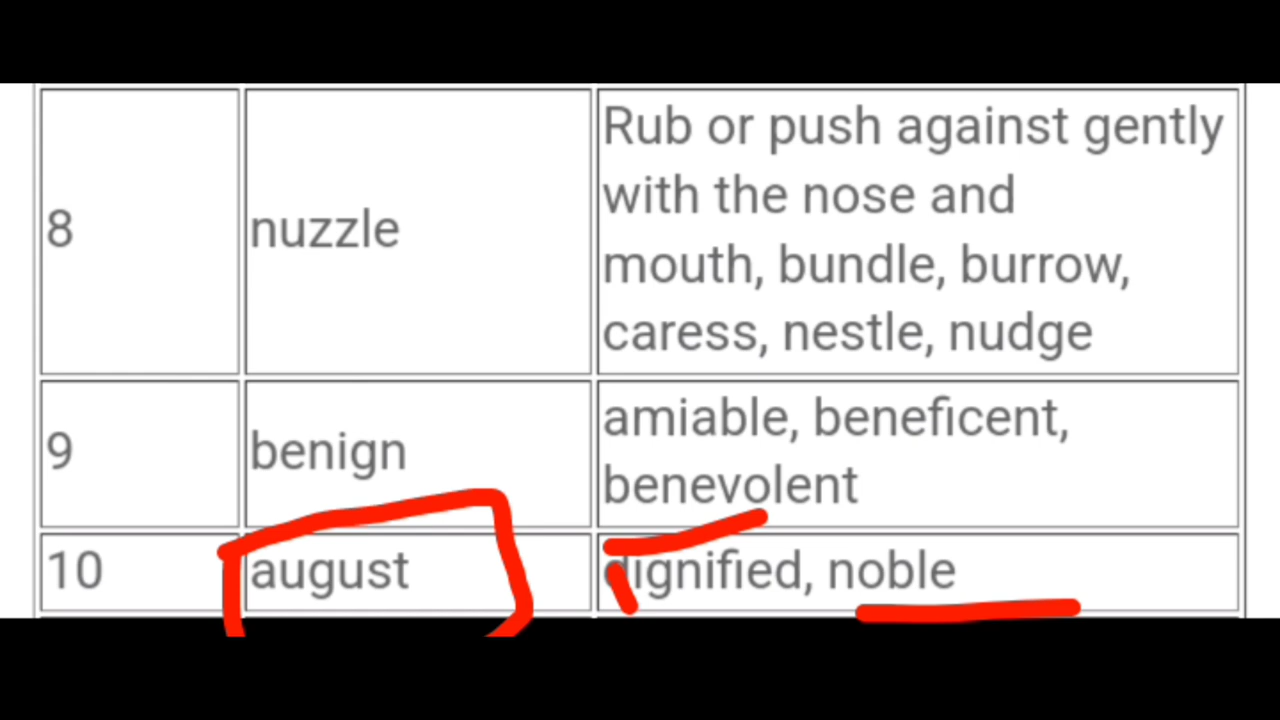 8 nuzzle Rub or push against gently
with the nose and
mouth, bundle, burrow,
caress, nestle, nudge
9 benign amiable, beneficent,
benevolent
10 august dignified, noble